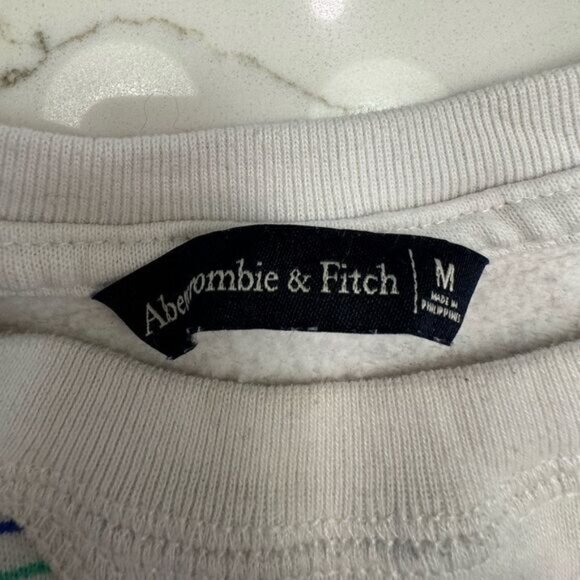 Abercrombie & Fitch
M
MADE IN
PHILIPPINES